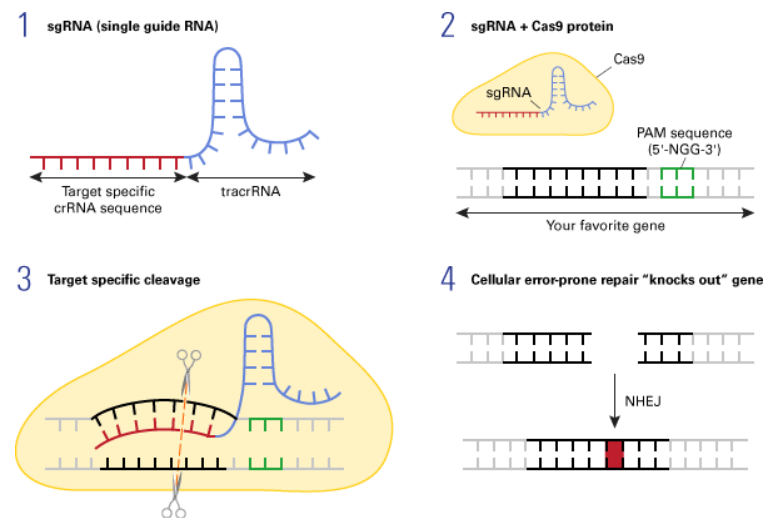 1 sgRNA (single guide RNA)
Target specific
crRNA sequence
tracrRNA
2 sgRNA + Cas9 protein
Cas9
sgRNA
PAM sequence
(5'-NGG-3')
Your favorite gene
3 Target specific cleavage
4 Cellular error-prone repair “knocks out” gene
NHEJ